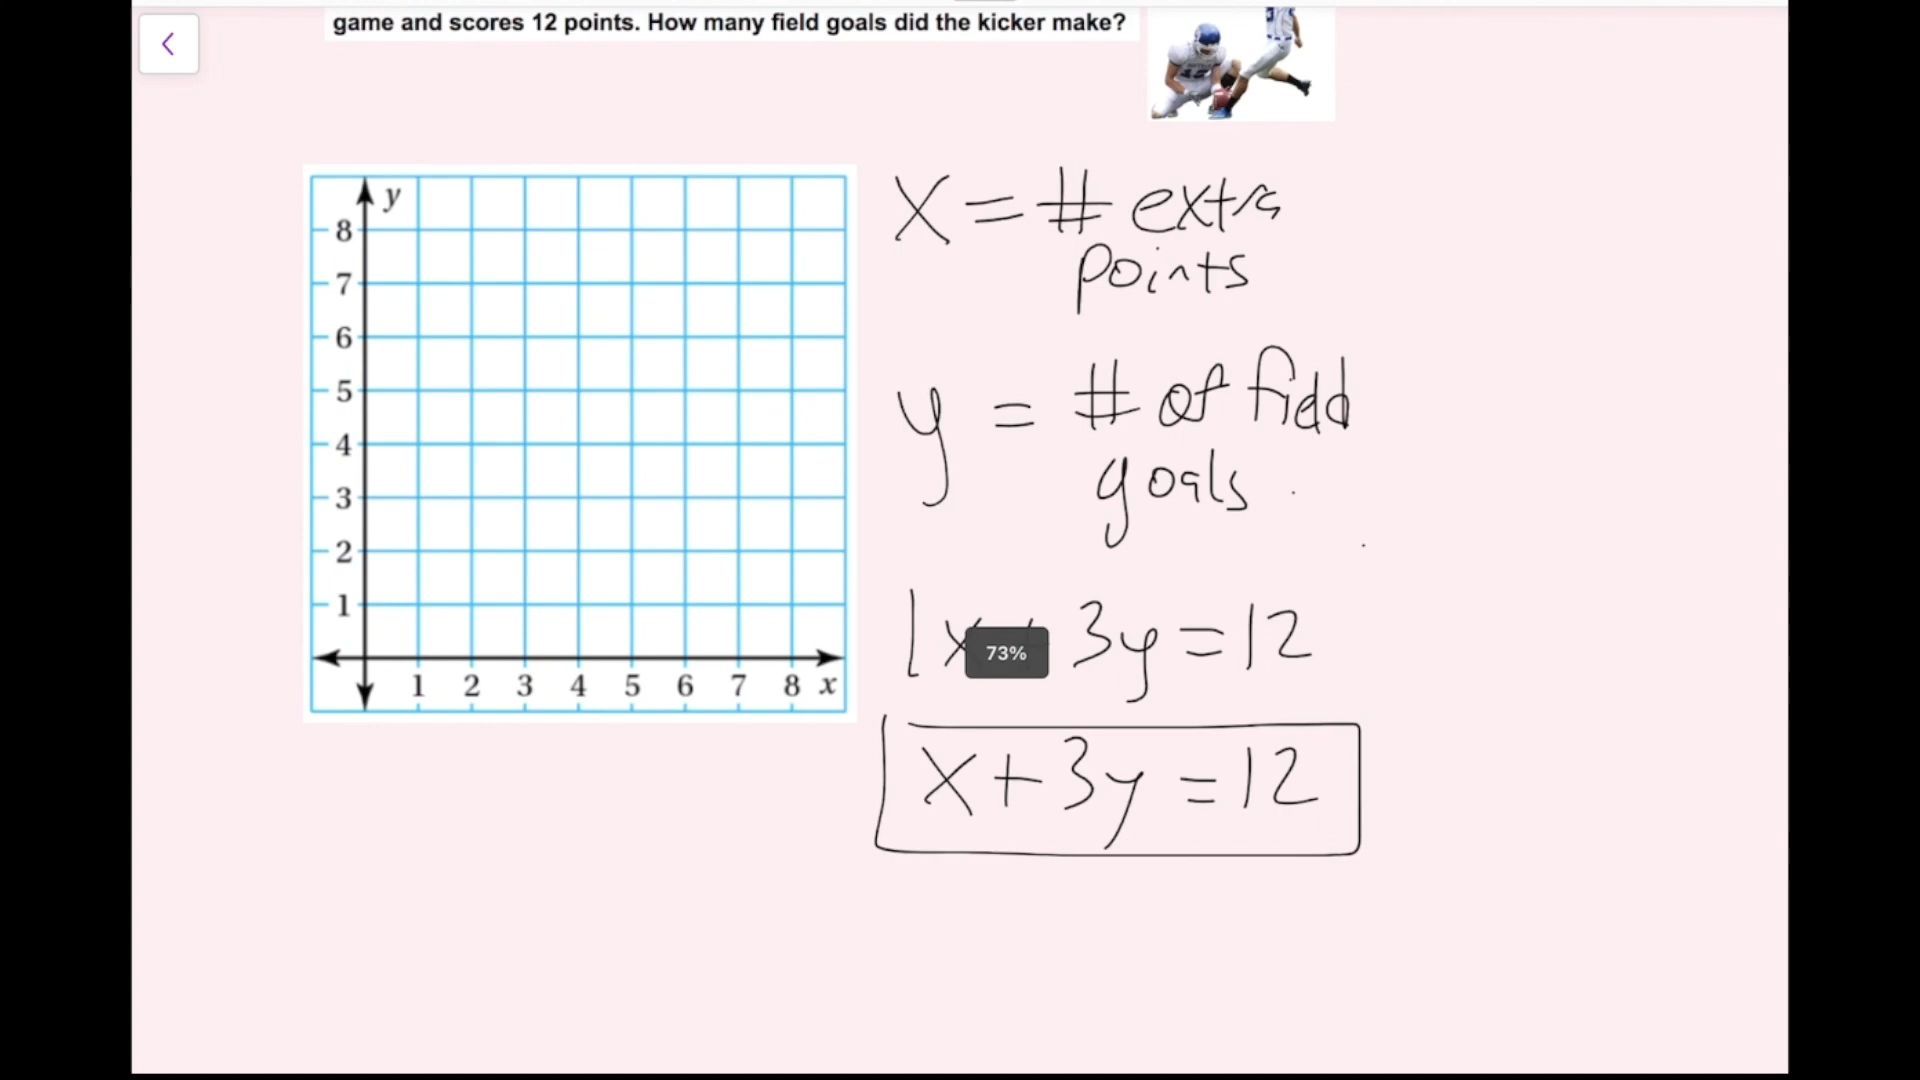 game and scores 12 points. How many field goals did the kicker make?
y
8
7
6
5
4
3
2
1
1 2 3 4 5 6 7 8 x
X = # extra
points
y = # of field
goals .
1x 3y = 12
73%
x + 3y = 12